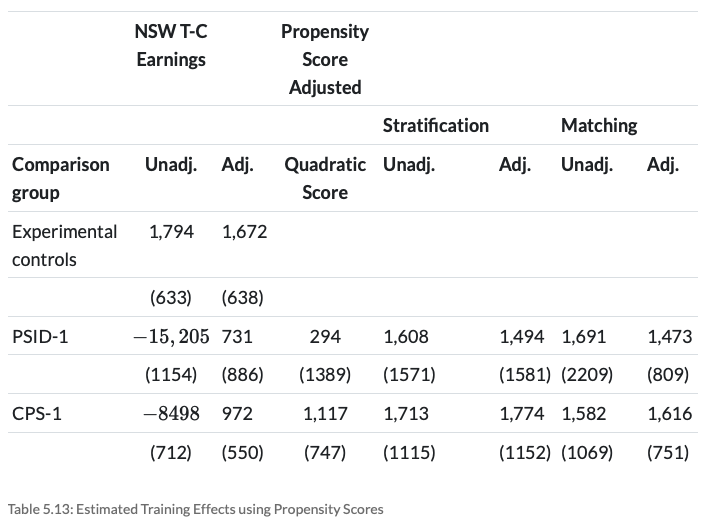 NSW T-C Propensity
Earnings Score
Adjusted
Stratification Matching
Comparison Unadj. Adj. Quadratic Unadj. Adj. Unadj. Adj.
group Score
Experimental 1,794 1,672
controls
(633) (638)
PSID-1 −15,205 731 294 1,608 1,494 1,691 1,473
(1154) (886) (1389) (1571) (1581) (2209) (809)
CPS-1 −8498 972 1,117 1,713 1,774 1,582 1,616
(712) (550) (747) (1115) (1152) (1069) (751)
Table 5.13: Estimated Training Effects using Propensity Scores